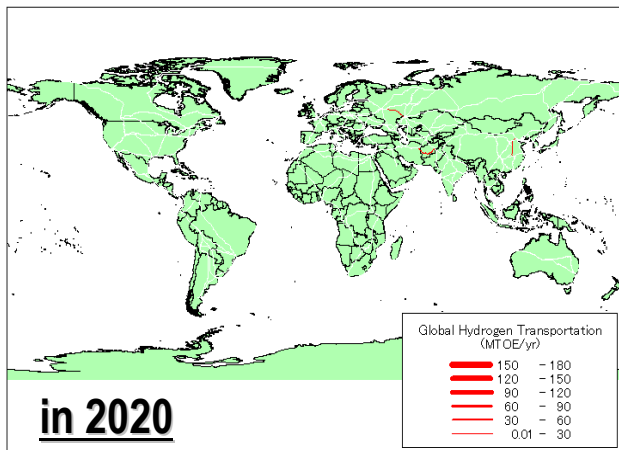 Global Hydrogen Transportation
(MTOE/yr)
150 - 180
120 - 150
90 - 120
60 - 90
30 - 60
0.01 - 30
in 2020